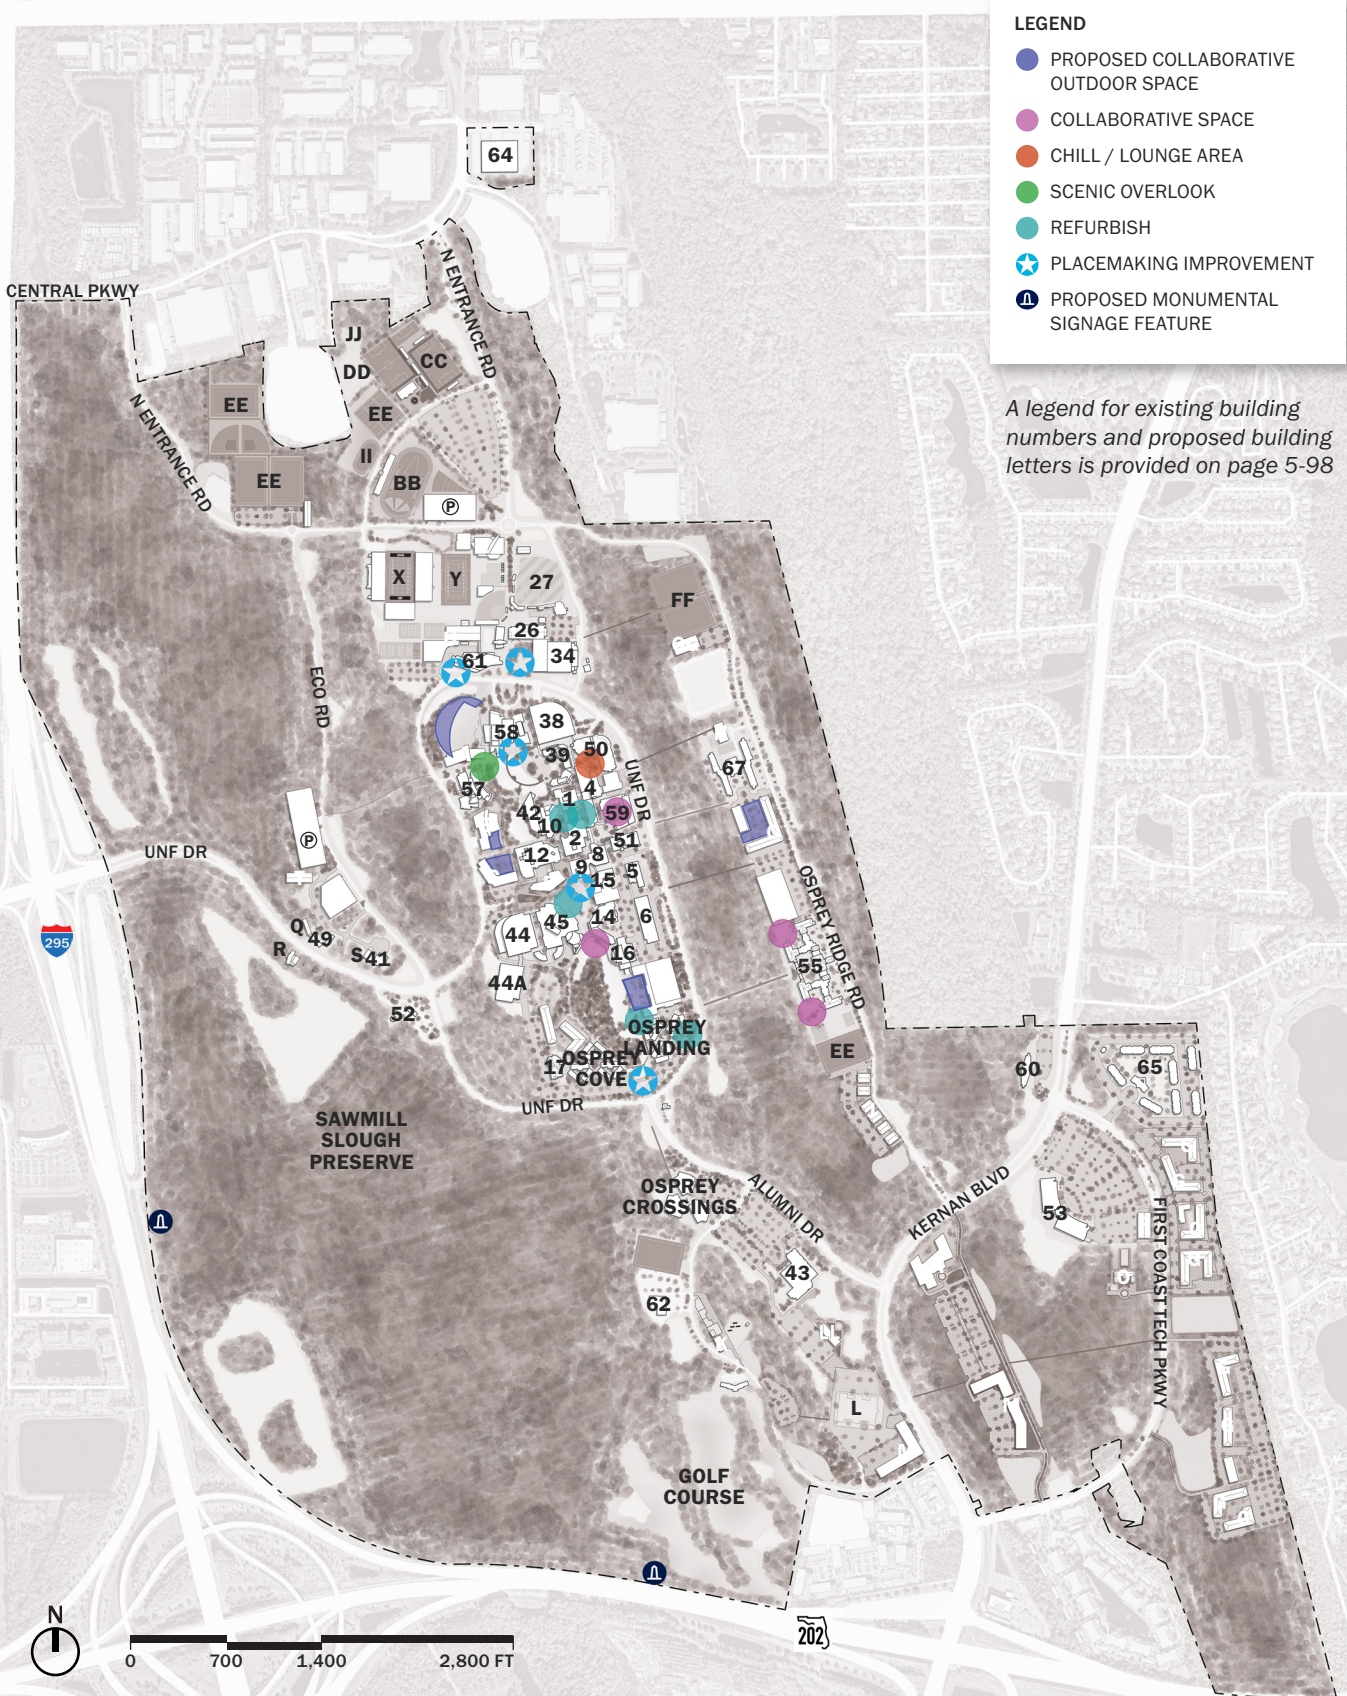 LEGEND
PROPOSED COLLABORATIVE
OUTDOOR SPACE
COLLABORATIVE SPACE
CHILL / LOUNGE AREA
SCENIC OVERLOOK
REFURBISH
PLACEMAKING IMPROVEMENT
PROPOSED MONUMENTAL
SIGNAGE FEATURE
A legend for existing building
numbers and proposed building
letters is provided on page 5-98
64
CENTRAL PKWY
N ENTRANCE RD
JJ
DD
CC
EE
EE
N ENTRANCE RD
II
EE
BB
P
X
Y
27
FF
26
61
34
ECO RD
38
58
39
50
UNF DR
67
57
4
1
42
59
10
2
51
P
UNF DR
12
8
9
5
15
OSPREY RIDGE RD
295
Q
49
R
S
41
45
14
6
44
16
55
44A
52
OSPREY
LANDING
EE
17
OSPREY
COVE
60
65
UNF DR
SAWMILL
SLOUGH
PRESERVE
OSPREY
CROSSINGS
ALUMNI DR
KERNAN BLVD
53
FIRST COAST TECH PKWY
43
62
L
GOLF
COURSE
N
0
700
1,400
2,800 FT
202